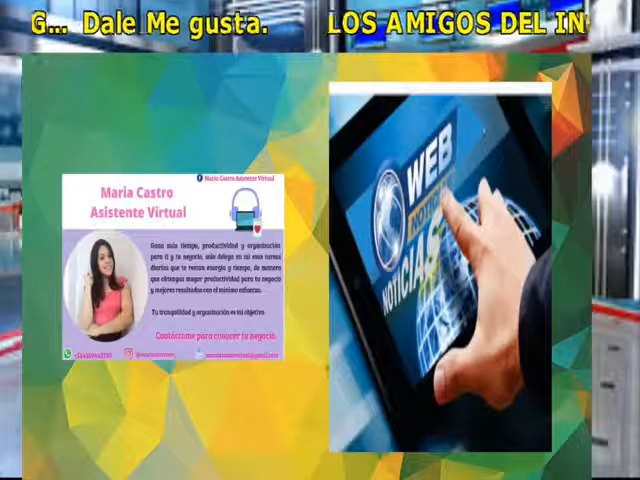 G... Dale Me gusta. LOS AMIGOS DEL IN
Maria Castro Asistente Virtual
Maria Castro
Asistente Virtual
Gana más tiempo, productividad y organización
para ti y tu negocio, solo delega en mi esas tareas
diarias que te restan energía y tiempo, de manera
que obtengas mayor productividad para tu negocio
y mejores resultados con el mínimo esfuerzo.
Tu tranquilidad y organización es mi objetivo
Contáctame para conocer tu negocio.
WEB
NOTICIAS